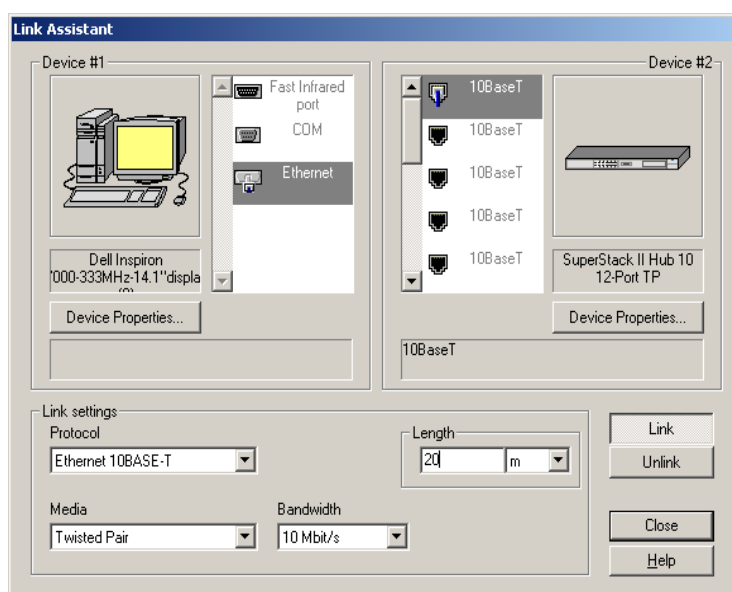 Link Assistant
Device #1
Fast Infrared
port
COM
Ethernet
Dell Inspiron
'000-333MHz-14.1"displa
Device Properties...
Device #2
10BaseT
10BaseT
10BaseT
10BaseT
10BaseT
SuperStack II Hub 10
12-Port TP
Device Properties...
10BaseT
Link settings
Protocol
Ethernet 10BASE-T
Length
20
m
Media
Twisted Pair
Bandwidth
10 Mbit/s
Link
Unlink
Close
Help